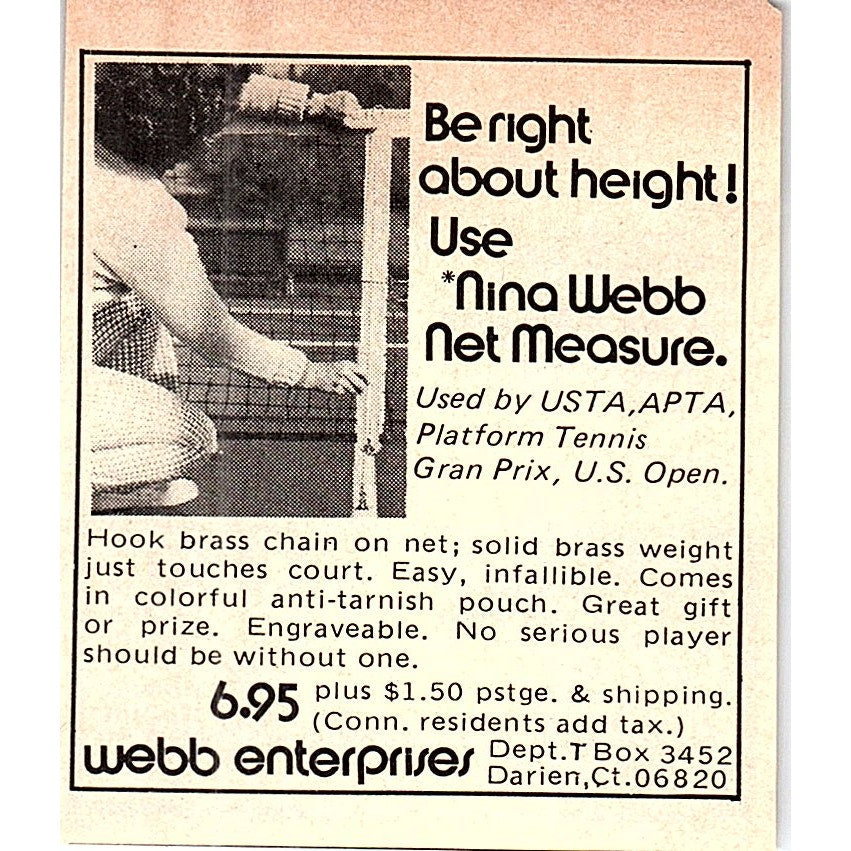 Be right
about height!
Use
*Nina Webb
Net Measure.
Used by USTA,APTA,
Platform Tennis
Gran Prix, U.S. Open.
Hook brass chain on net; solid brass weight
just touches court. Easy, infallible. Comes
in colorful anti-tarnish pouch. Great gift
or prize. Engraveable. No serious player
should be without one.
6.95 plus $1.50 pstge. & shipping.
(Conn. residents add tax.)
webb enterprises Dept.T Box 3452
Darien,Ct.06820